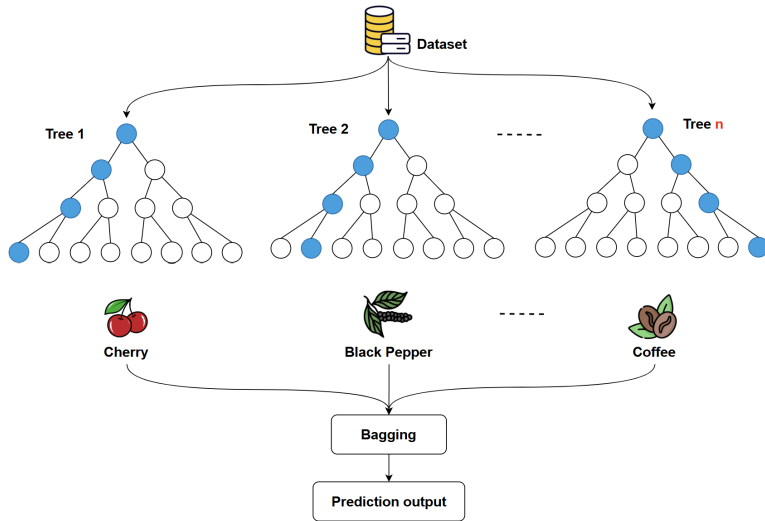 Dataset
Tree 1
Tree 2
Tree n
Cherry
Black Pepper
Coffee
Bagging
Prediction output